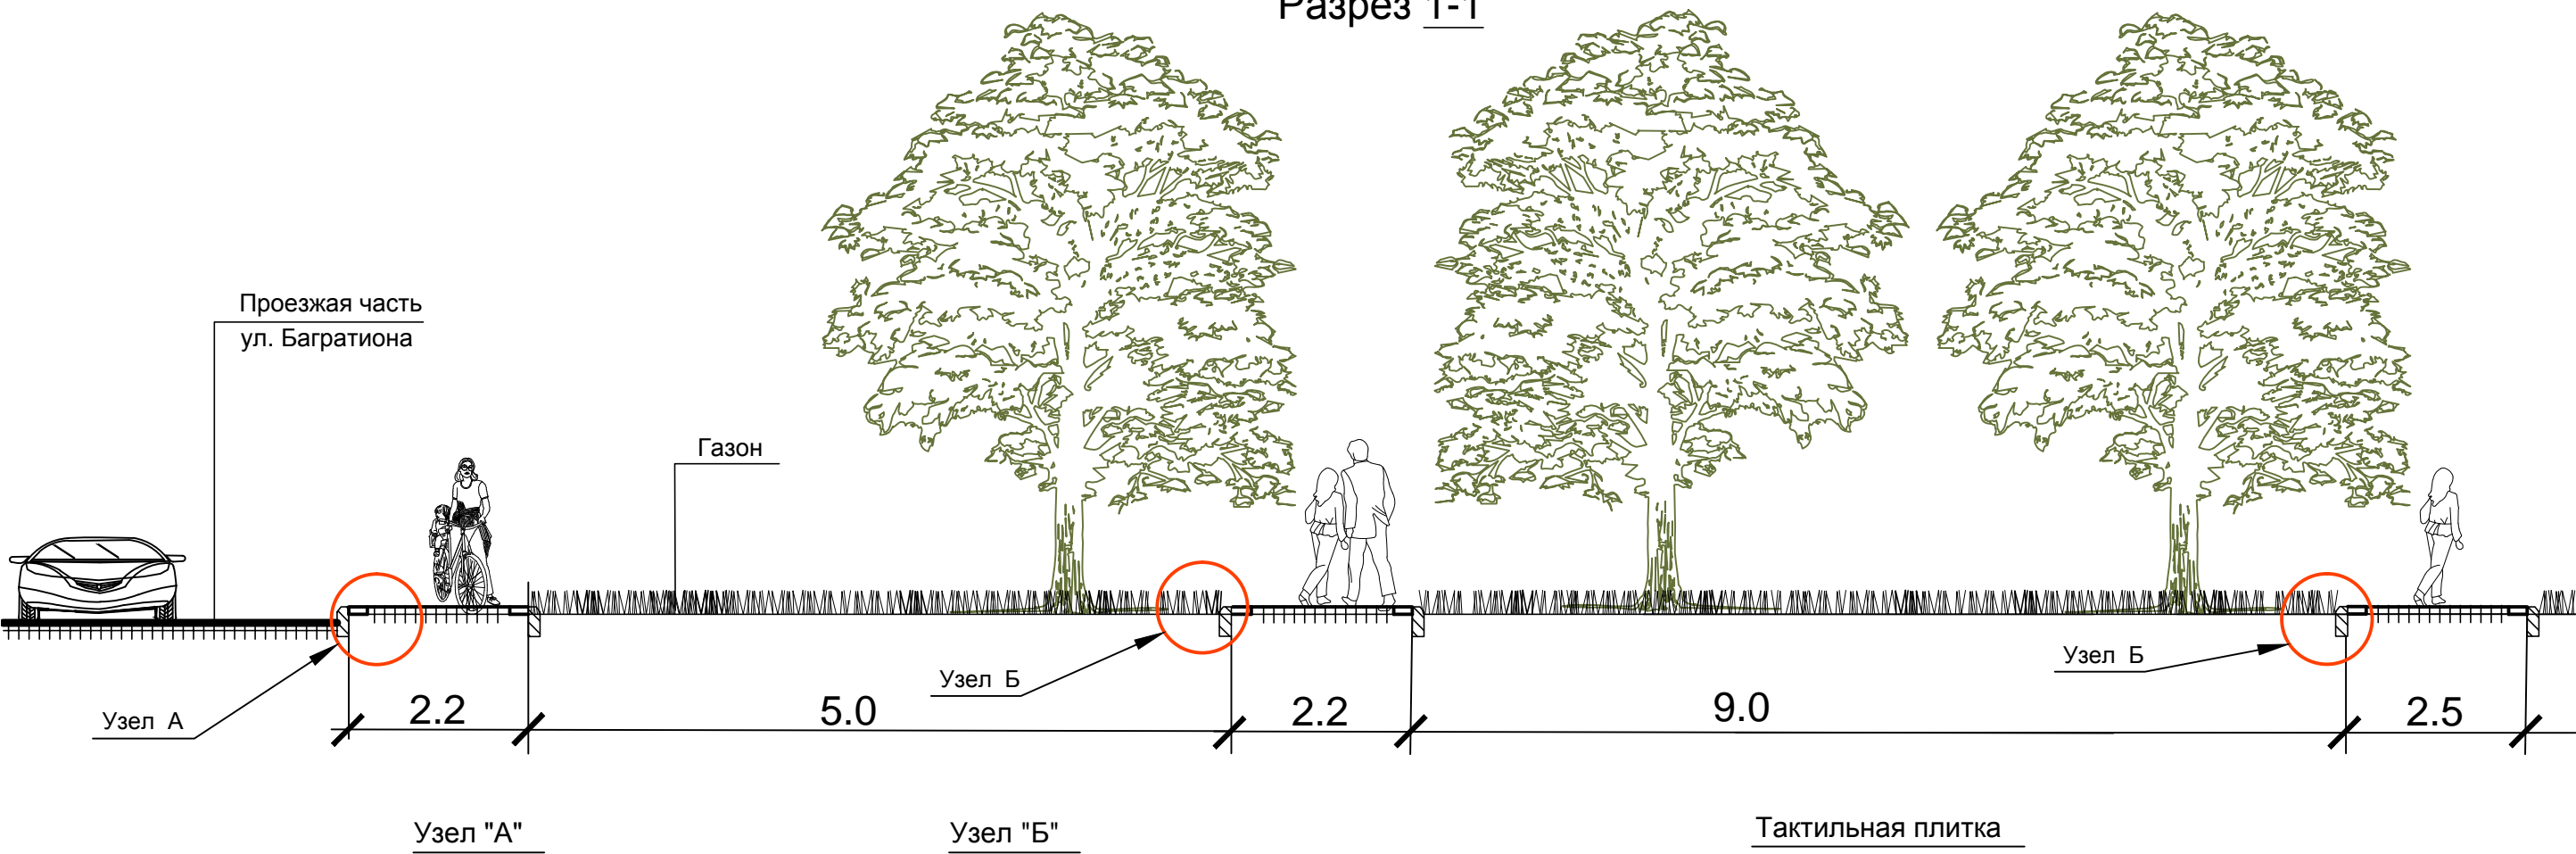 Разрез 1-1
Проезжая часть
ул. Багратиона
Газон
Узел А
Узел Б
Узел Б
2.2
5.0
2.2
9.0
2.5
Узел "А"
Узел "Б"
Тактильная плитка